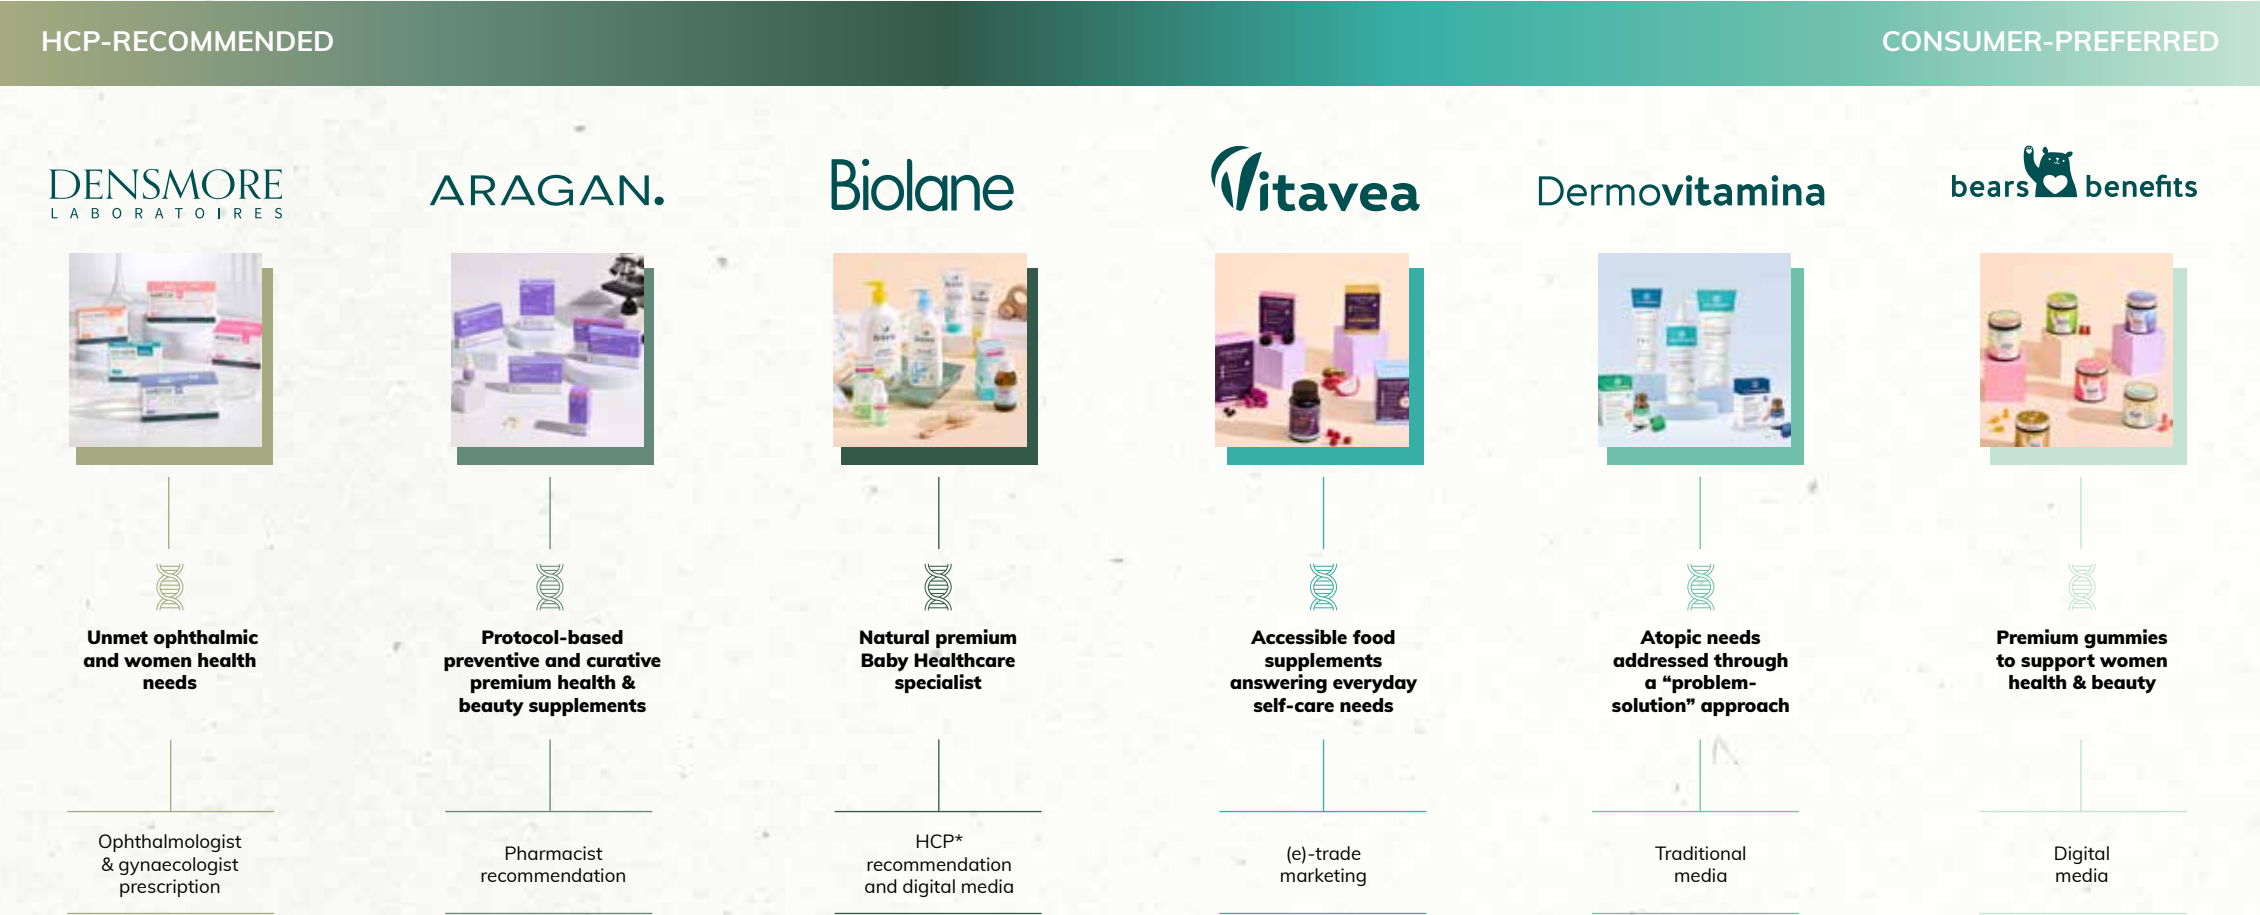 HCP-RECOMMENDED
CONSUMER-PREFERRED
DENSMORE
LABORATOIRES
ARAGAN.
Biolane
Vitavea
Dermovitamina
bears benefits
Unmet ophthalmic
and women health
needs
Protocol-based
preventive and curative
premium health &
beauty supplements
Natural premium
Baby Healthcare
specialist
Accessible food
supplements
answering everyday
self-care needs
Atopic needs
addressed through
a “problem-
solution” approach
Premium gummies
to support women
health & beauty
Ophthalmologist
& gynaecologist
prescription
Pharmacist
recommendation
HCP*
recommendation
and digital media
(e)-trade
marketing
Traditional
media
Digital
media